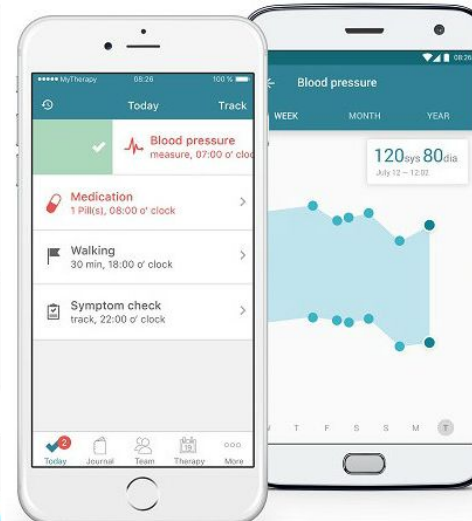 MyTherapy 08:26 100 %
Today Track
Blood pressure
measure, 07:00 o' cloc
Medication
1 Pill(s), 08:00 o' clock
Walking
30 min, 18:00 o' clock
Symptom check
track, 22:00 o' clock
2
19
Today Journal Team Therapy More
08:26
Blood pressure
WEEK MONTH YEAR
120sys 80dia
July 12 – 12:02
T F S S M T